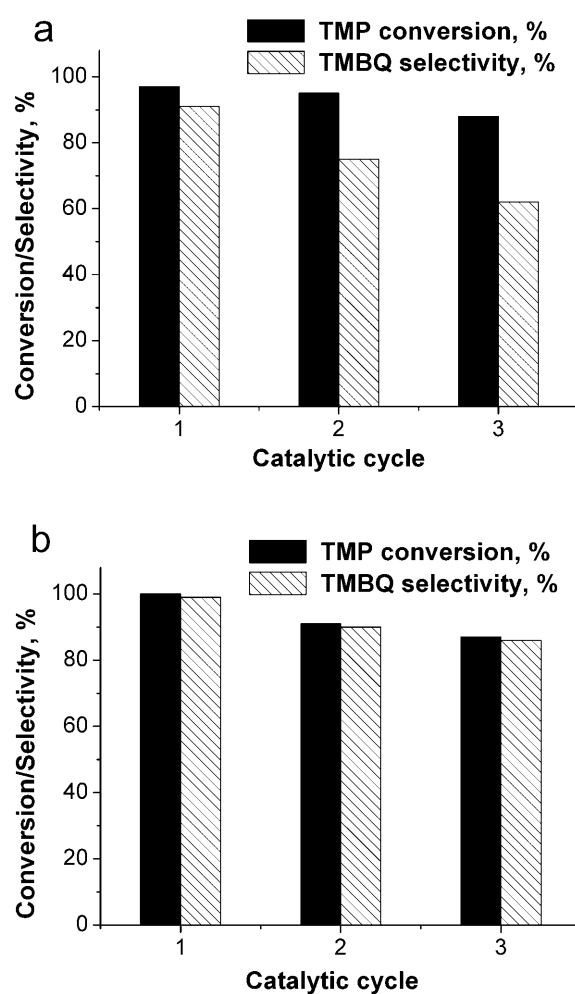 a
TMP conversion, %
TMBQ selectivity, %
Conversion/Selectivity, %
100
80
60
40
20
0
1 2 3
Catalytic cycle
b
TMP conversion, %
TMBQ selectivity, %
Conversion/Selectivity, %
100
80
60
40
20
0
1 2 3
Catalytic cycle